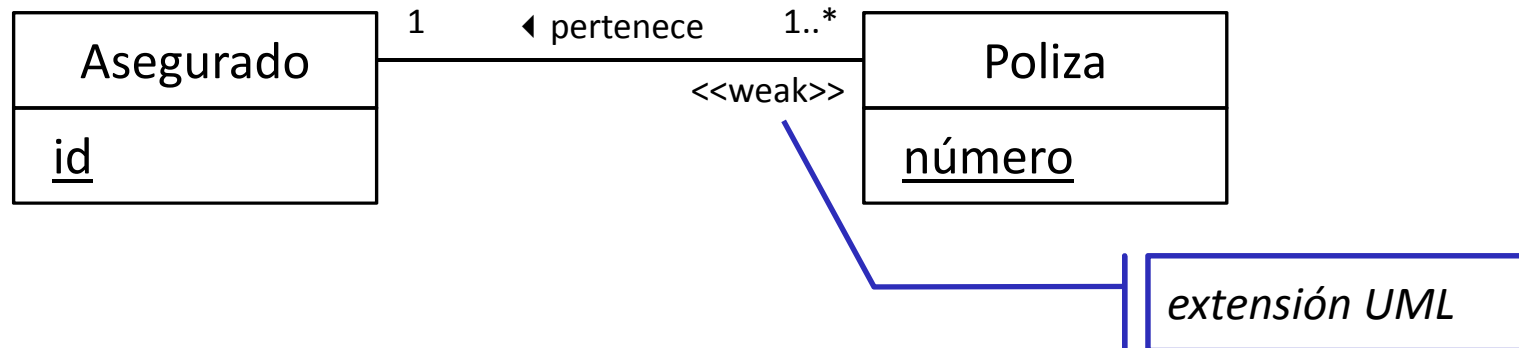 1 ◀ pertenece 1..*
Asegurado
Poliza
<<weak>>
id
número
extensión UML